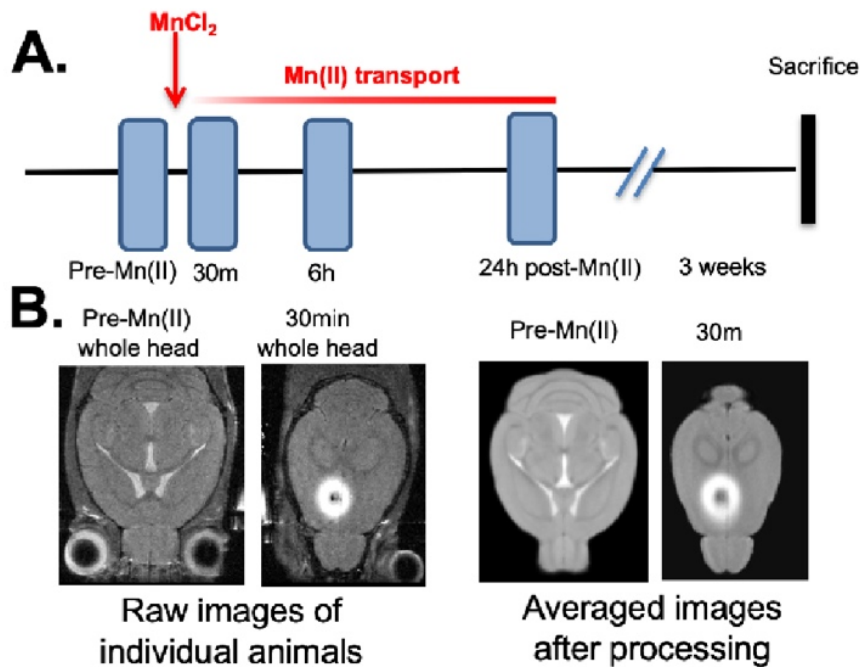 MnCl2
A.
Mn(II) transport
Sacrifice
Pre-Mn(II)
30m
6h
24h post-Mn(II)
3 weeks
B.
Pre-Mn(II)
whole head
30min
whole head
Pre-Mn(II)
30m
Raw images of
individual animals
Averaged images
after processing